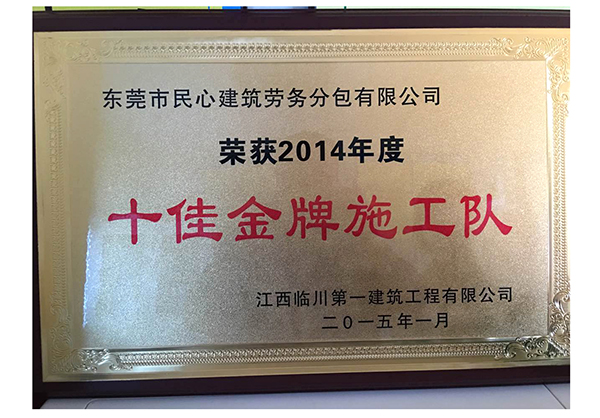 东莞市民心建筑劳务分包有限公司
荣获2014年度
十佳金牌施工队
江西临川第一建筑工程有限公司
二〇一五年一月